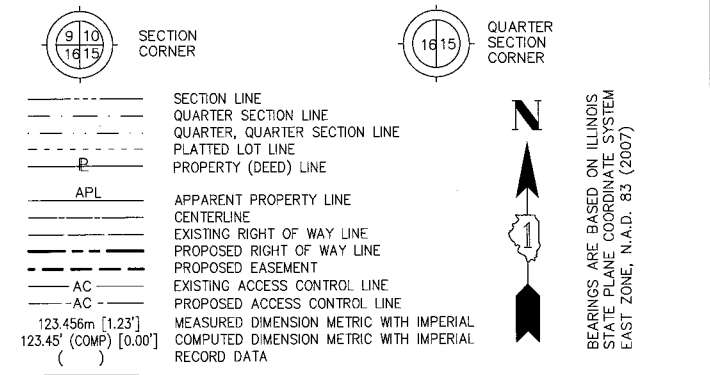 9 10
16 15
SECTION
CORNER
16 15
QUARTER
SECTION
CORNER
SECTION LINE
QUARTER SECTION LINE
QUARTER, QUARTER SECTION LINE
PLATTED LOT LINE
PL PROPERTY (DEED) LINE
APL APPARENT PROPERTY LINE
CENTERLINE
EXISTING RIGHT OF WAY LINE
PROPOSED RIGHT OF WAY LINE
PROPOSED EASEMENT
AC EXISTING ACCESS CONTROL LINE
AC PROPOSED ACCESS CONTROL LINE
123.456m [1.23'] MEASURED DIMENSION METRIC WITH IMPERIAL
123.45' (COMP) [0.00'] COMPUTED DIMENSION METRIC WITH IMPERIAL
( ) RECORD DATA
N
1
BEARINGS ARE BASED ON ILLINOIS
STATE PLANE COORDINATE SYSTEM
EAST ZONE, N.A.D. 83 (2007)